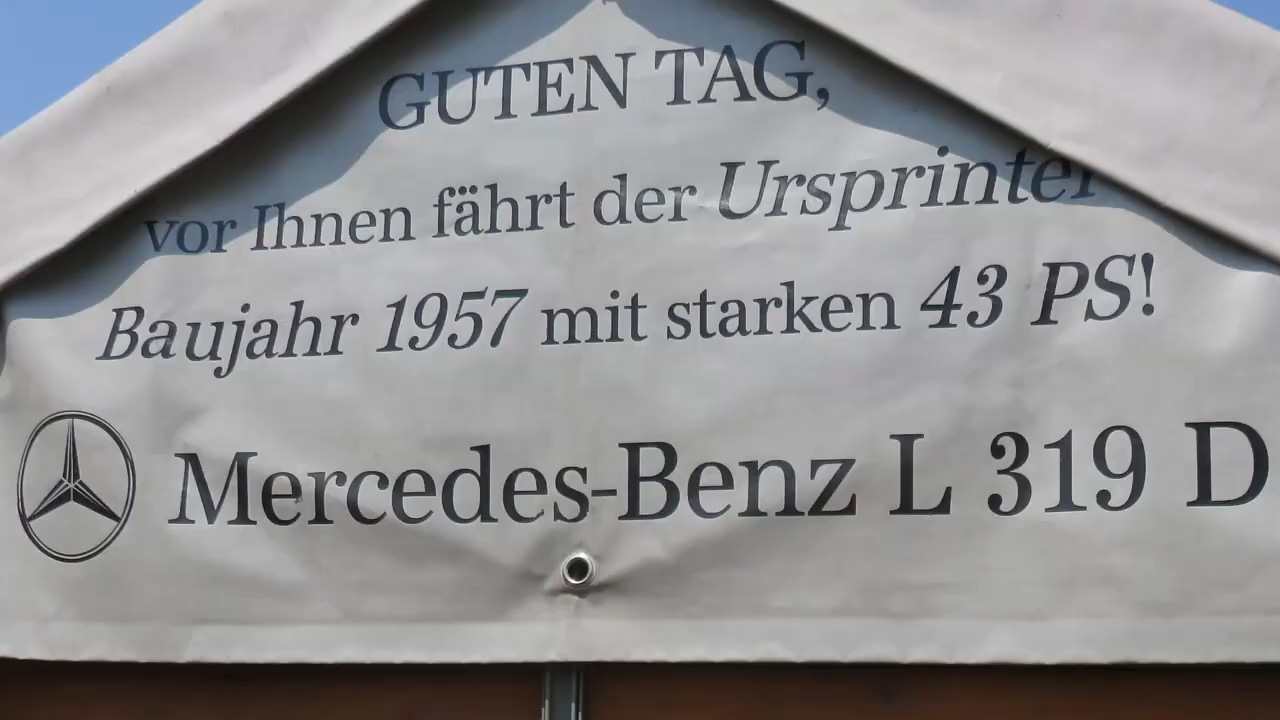 GUTEN TAG,
vor Ihnen fährt der Ursprinter
Baujahr 1957 mit starken 43 PS!
Mercedes-Benz L 319 D